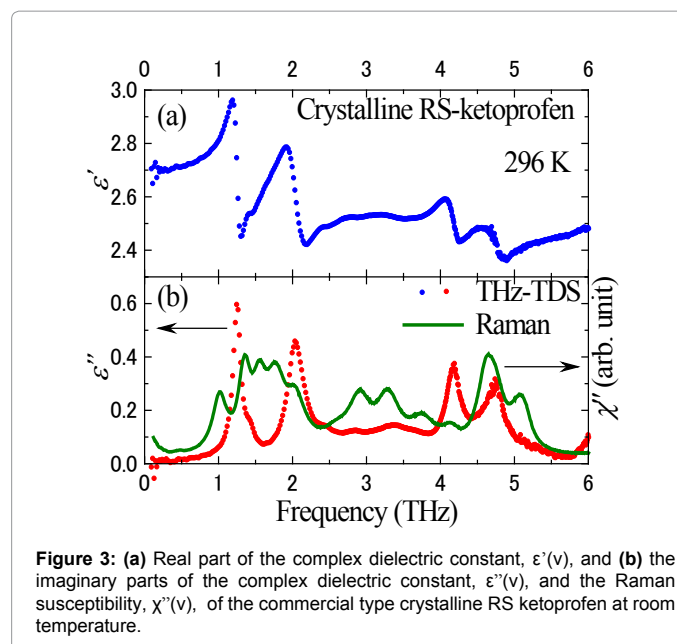 0 1 2 3 4 5 6
3.0
(a) Crystalline RS-ketoprofen
2.8
296 K
ε'
2.6
2.4
(b) THz-TDS
0.6
Raman
ε''
0.4
χ'' (arb. unit)
0.2
0.0
0 1 2 3 4 5 6
Frequency (THz)
Figure 3: (a) Real part of the complex dielectric constant, ε’(ν), and (b) the
imaginary parts of the complex dielectric constant, ε”(ν), and the Raman
susceptibility, χ”(ν), of the commercial type crystalline RS ketoprofen at room
temperature.